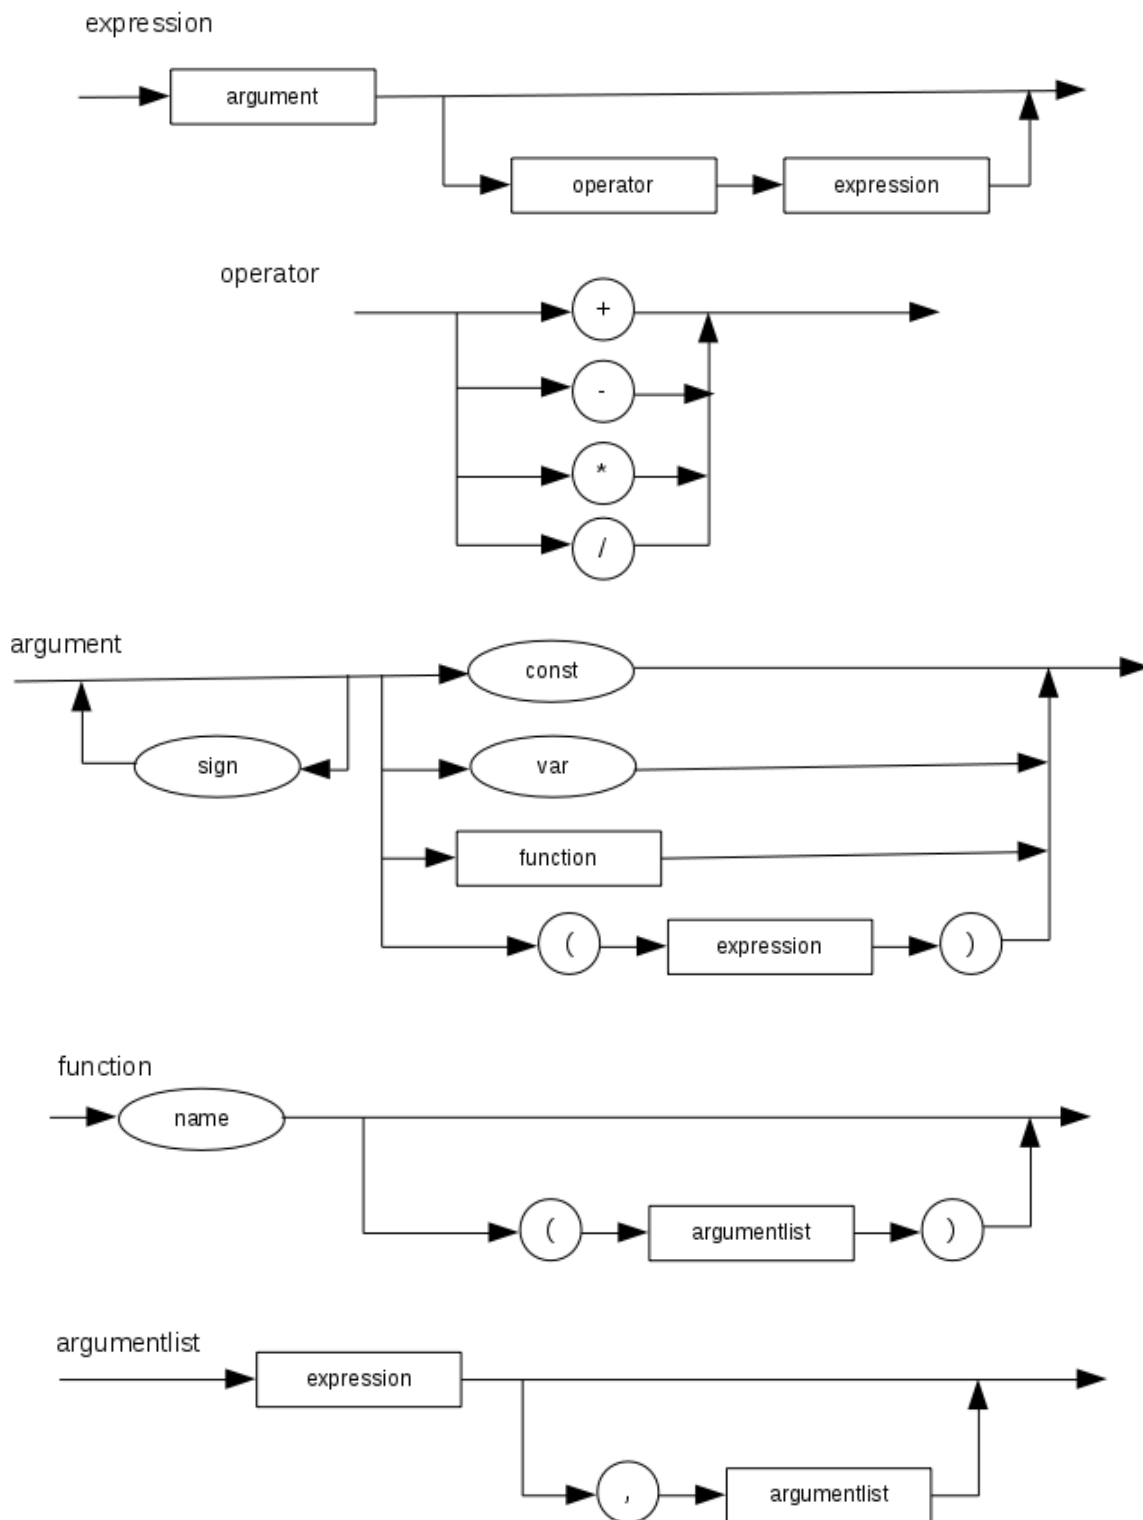 expression
argument
operator
expression
operator
+
-
*
/
argument
const
sign
var
function
(
expression
)
function
name
(
argumentlist
)
argumentlist
expression
,
argumentlist